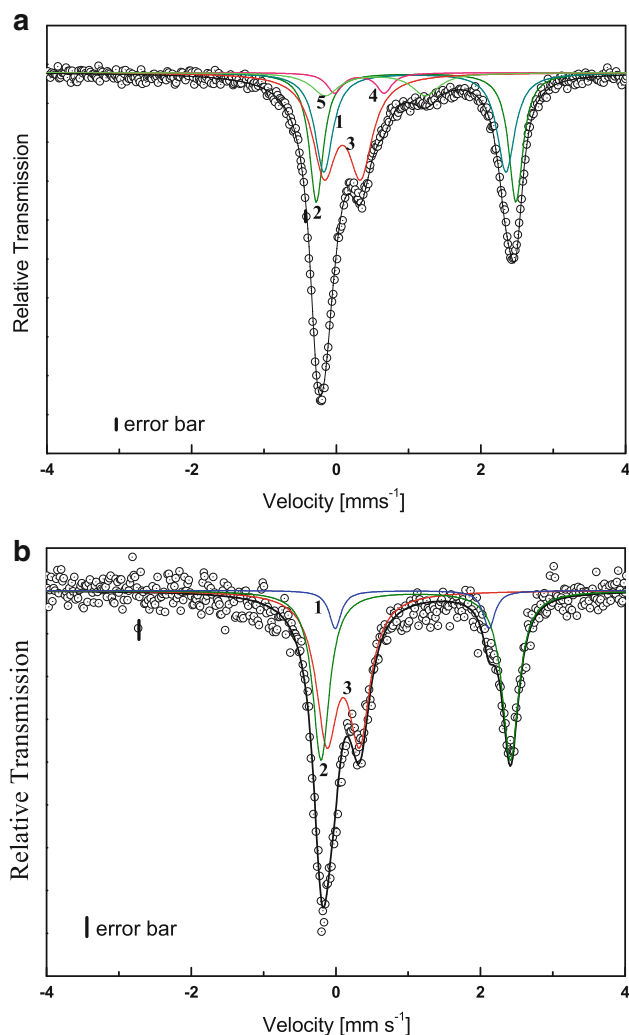 a
Relative Transmission
5
1
4
3
2
error bar
-4 -2 0 2 4
Velocity [mms-1]
b
Relative Transmission
1
3
2
error bar
-4 -2 0 2 4
Velocity [mm s-1]